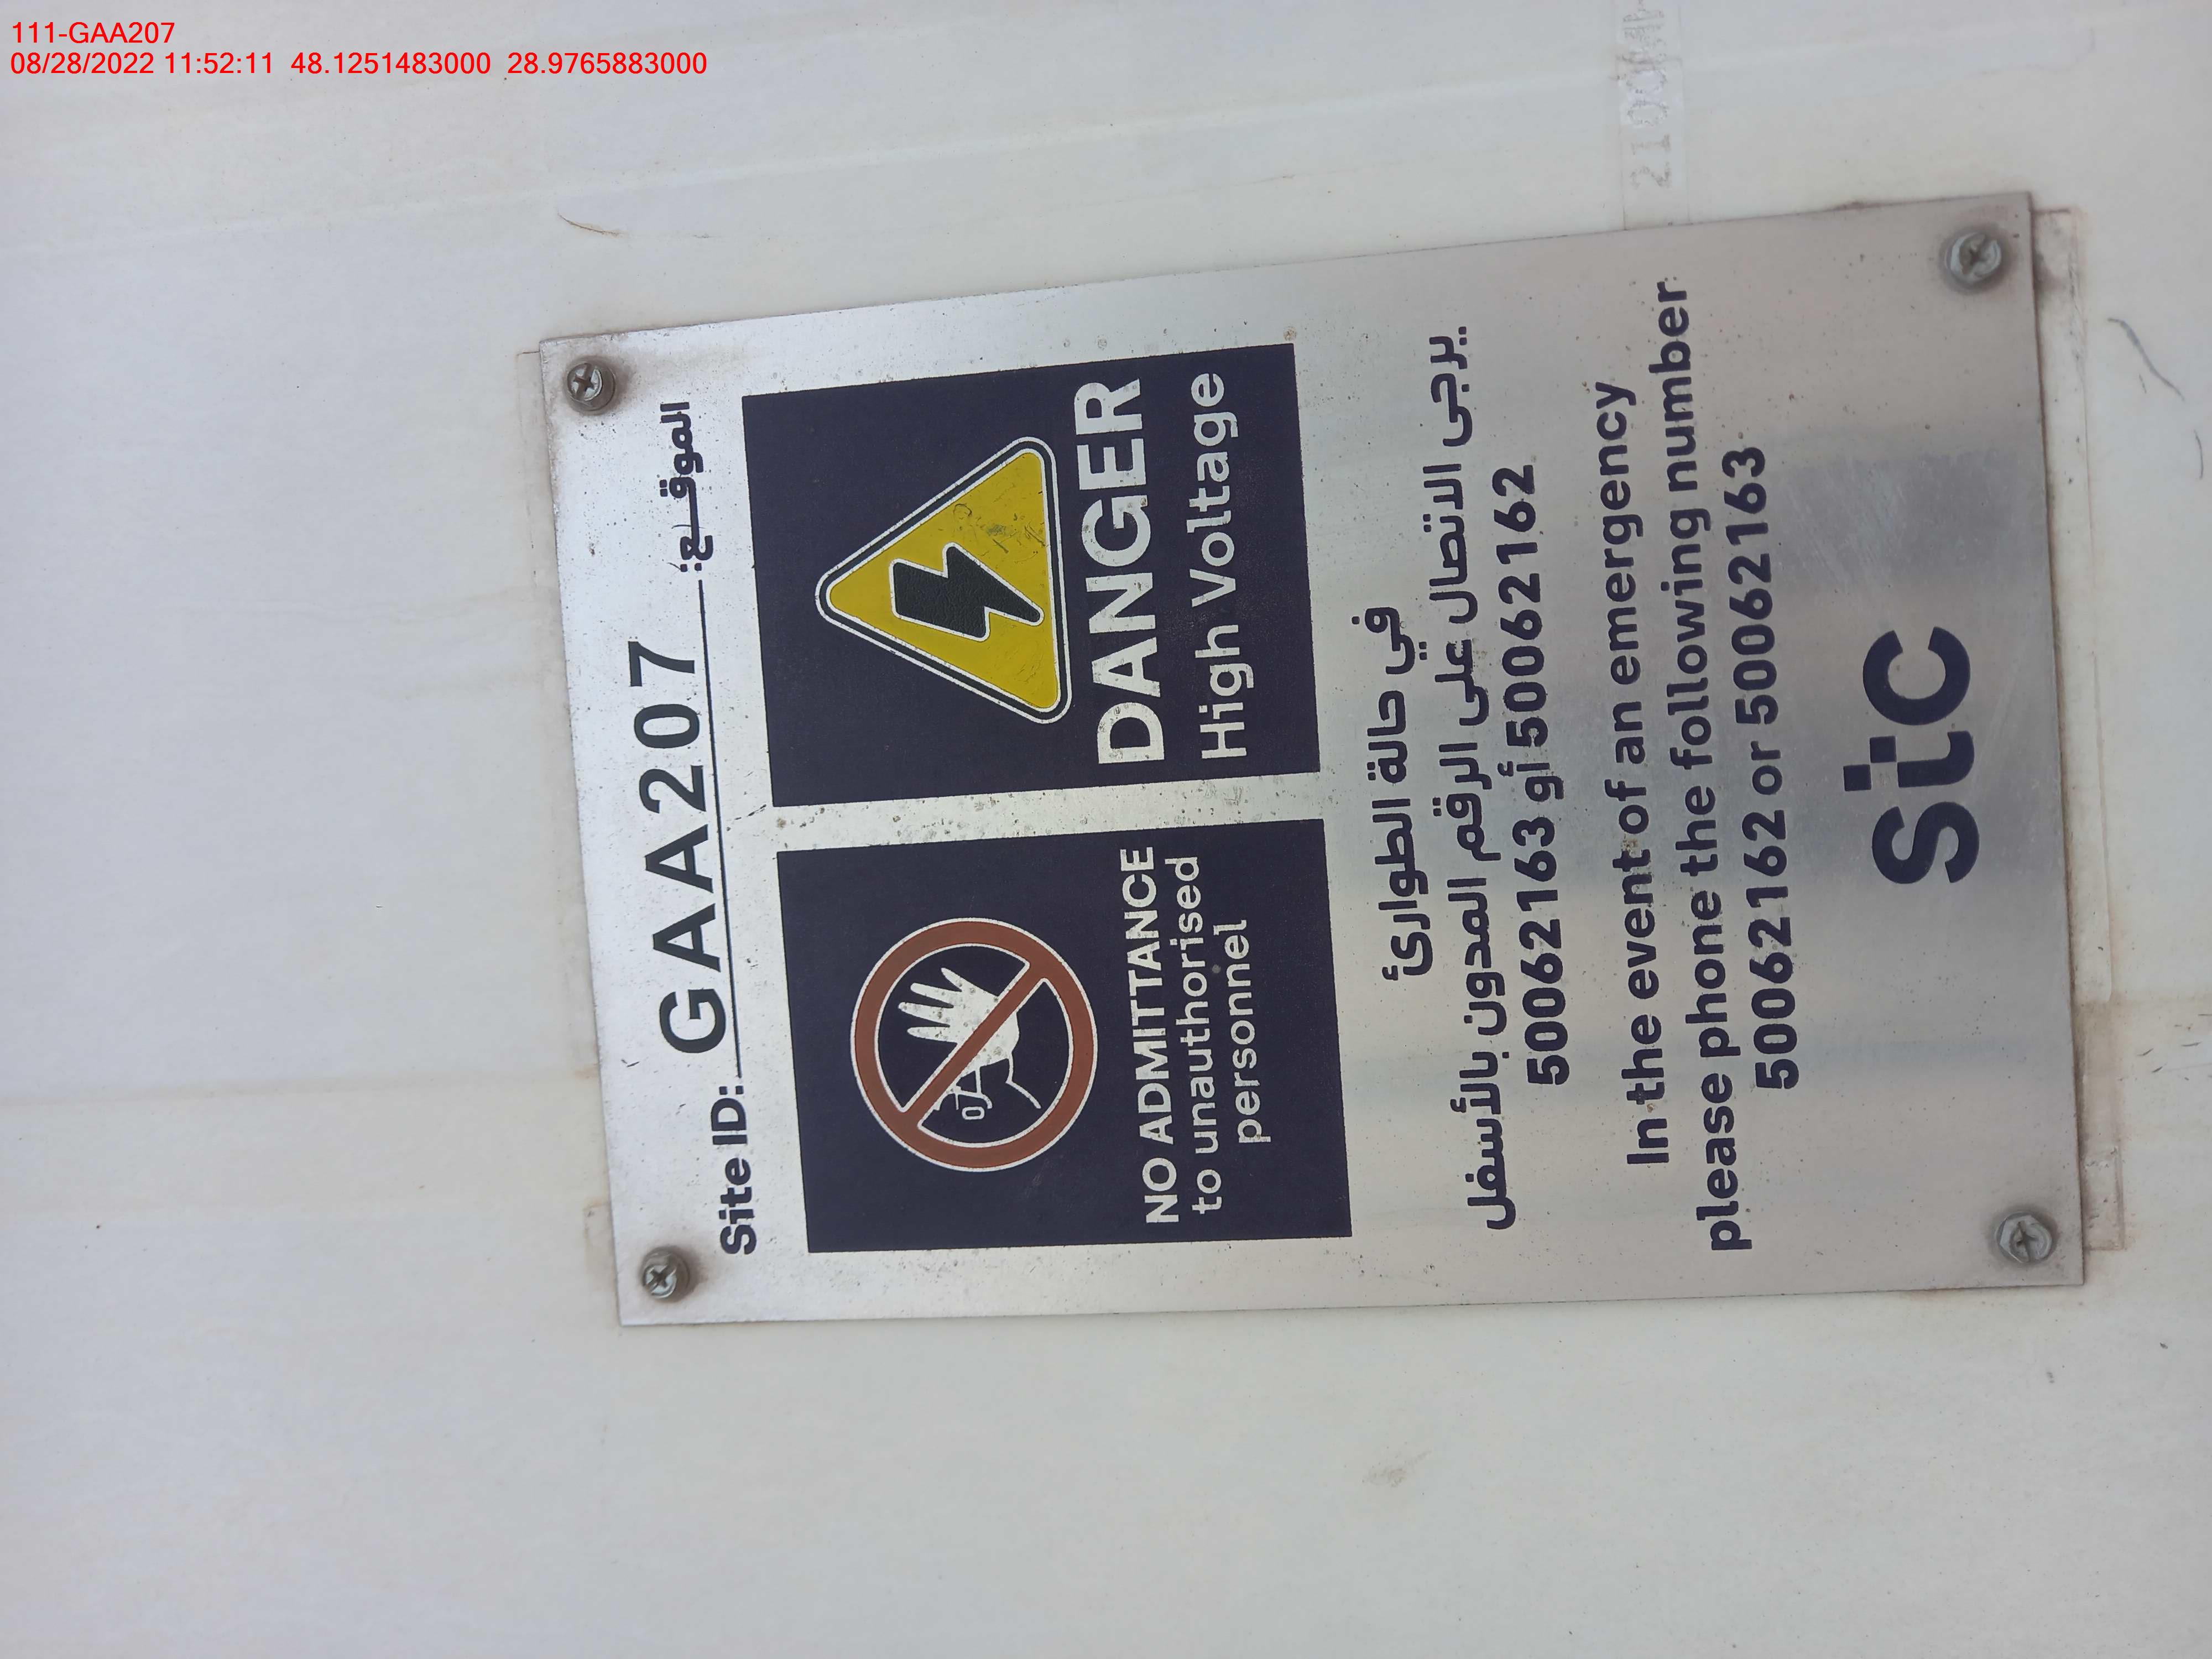 111-GAA207
08/28/2022 11:52:11 48.1251483000 28.9765883000
Site ID: GAA207 الموقع:
NO ADMITTANCE
to unauthorised
personnel
DANGER
High Voltage
في حالة الطوارئ
يرجى الاتصال على الرقم المدون بالأسفل
50062163 أو 50062162
In the event of an emergency
please phone the following number
50062162 or 50062163
stc